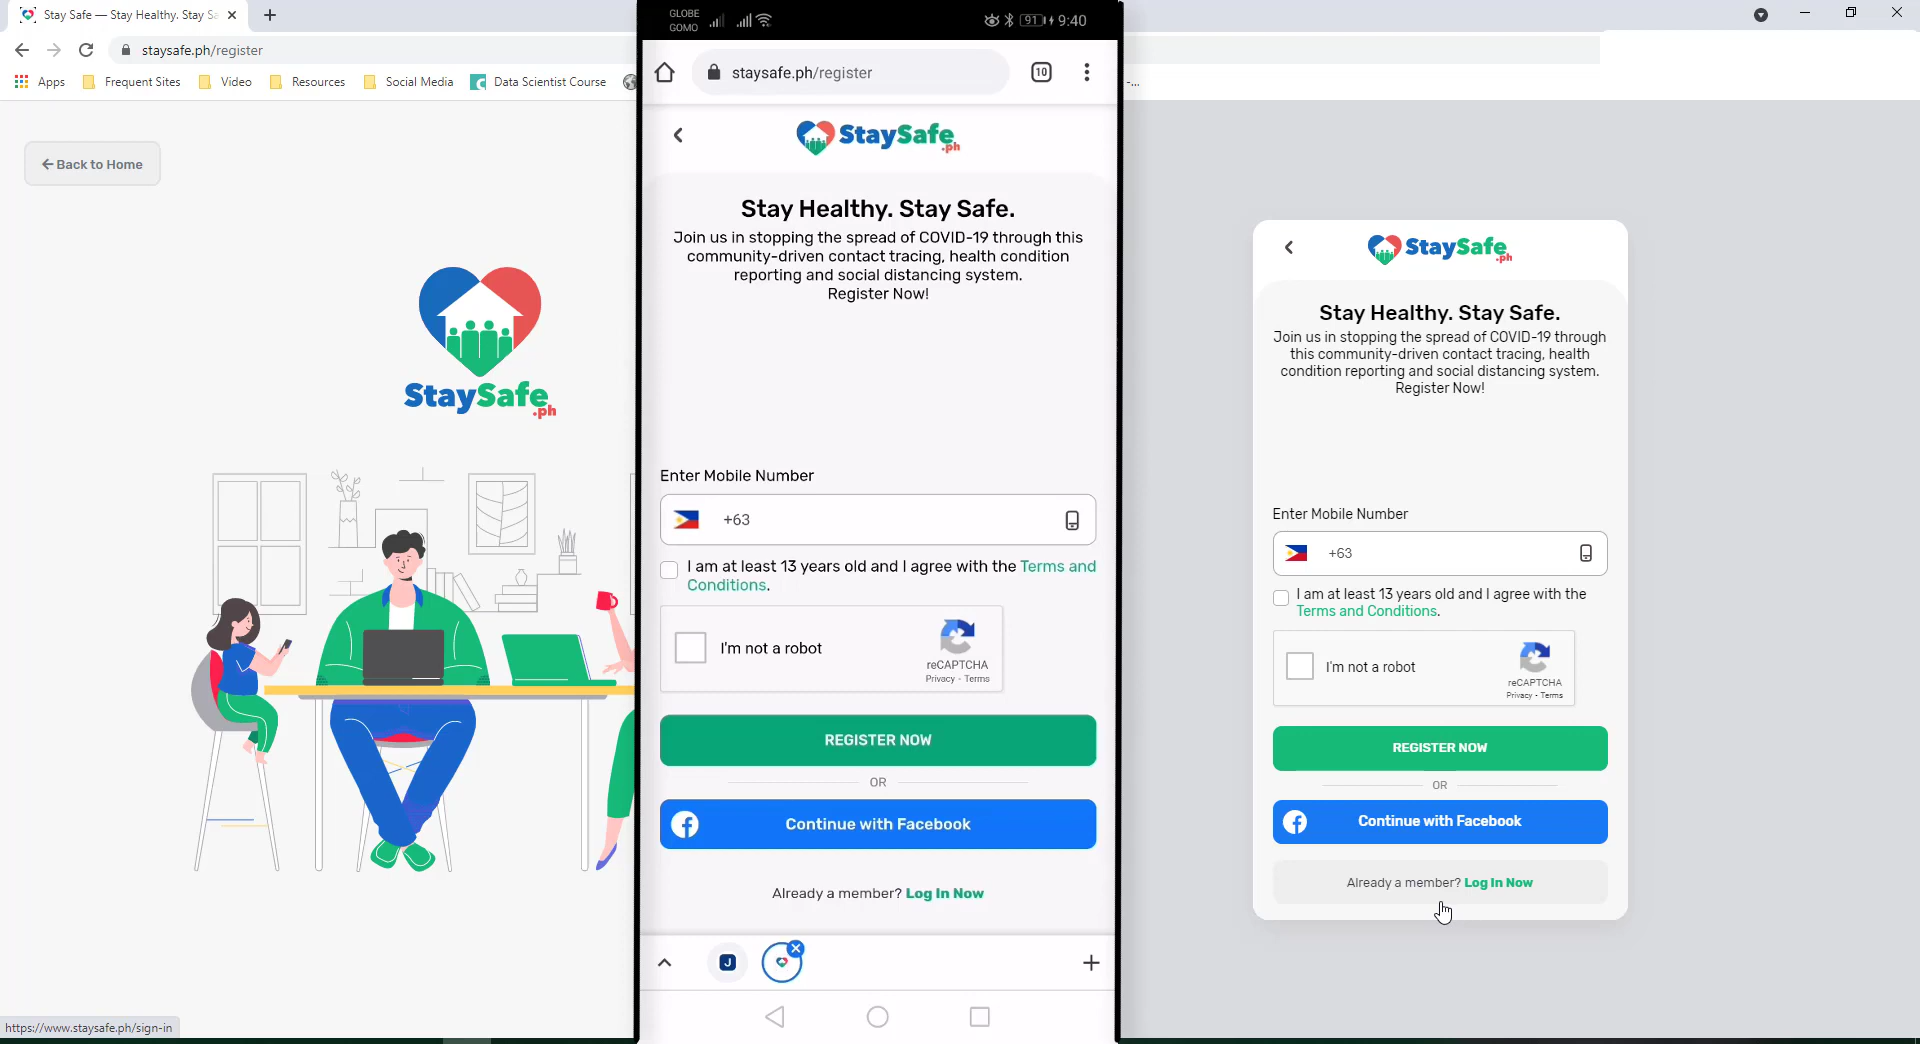 Stay Safe — Stay Healthy. Stay Sa
staysafe.ph/register
Apps
Frequent Sites
Video
Resources
Social Media
Data Scientist Course
-...
← Back to Home
StaySafe
.ph
https://www.staysafe.ph/sign-in
GLOBE
GOMO
91
9:40
staysafe.ph/register
10
StaySafe
.ph
Stay Healthy. Stay Safe.
Join us in stopping the spread of COVID-19 through this
community-driven contact tracing, health condition
reporting and social distancing system.
Register Now!
Enter Mobile Number
+63
I am at least 13 years old and I agree with the Terms and
Conditions.
I'm not a robot
reCAPTCHA
Privacy - Terms
REGISTER NOW
OR
Continue with Facebook
Already a member? Log In Now
J
StaySafe
.ph
Stay Healthy. Stay Safe.
Join us in stopping the spread of COVID-19 through
this community-driven contact tracing, health
condition reporting and social distancing system.
Register Now!
Enter Mobile Number
+63
I am at least 13 years old and I agree with the
Terms and Conditions.
I'm not a robot
reCAPTCHA
Privacy - Terms
REGISTER NOW
OR
Continue with Facebook
Already a member? Log In Now